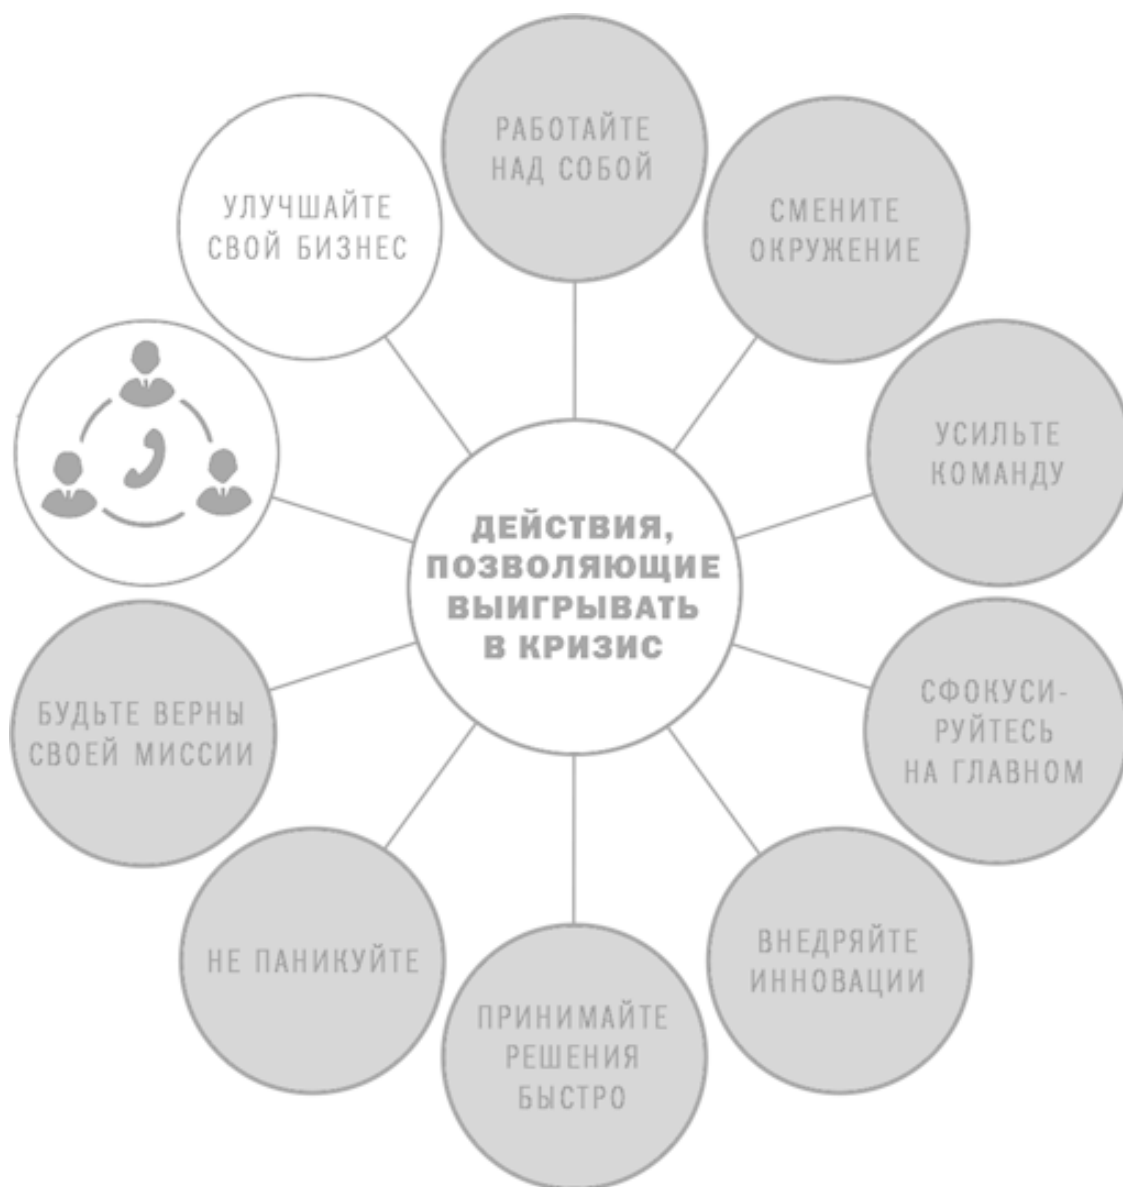 РАБОТАЙТЕ
НАД СОБОЙ
СМЕНИТЕ
ОКРУЖЕНИЕ
УСИЛЬТЕ
КОМАНДУ
СФОКУСИ-
РУЙТЕСЬ
НА ГЛАВНОМ
ВНЕДРЯЙТЕ
ИННОВАЦИИ
ПРИНИМАЙТЕ
РЕШЕНИЯ
БЫСТРО
НЕ ПАНИКУЙТЕ
БУДЬТЕ ВЕРНЫ
СВОЕЙ МИССИИ
УЛУЧШАЙТЕ
СВОЙ БИЗНЕС
ДЕЙСТВИЯ,
ПОЗВОЛЯЮЩИЕ
ВЫИГРЫВАТЬ
В КРИЗИС